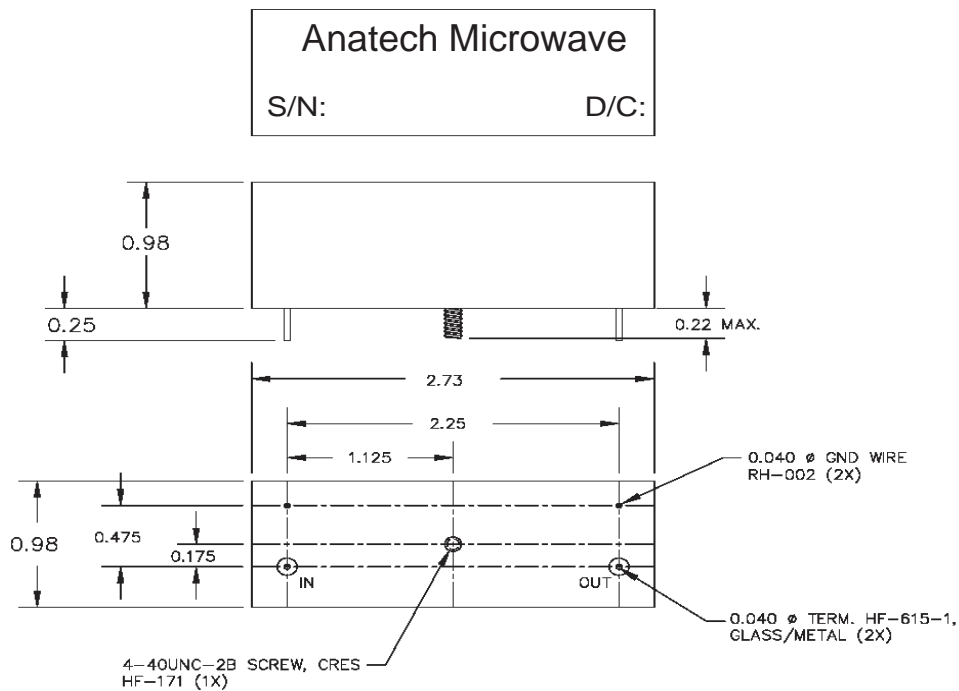 Anatech Microwave
S/N: D/C:
0.98
0.25
0.22 MAX.
2.73
2.25
1.125
0.040 ø GND WIRE
RH-002 (2X)
0.98
0.475
0.175
IN
OUT
0.040 ø TERM. HF-615-1,
GLASS/METAL (2X)
4-40UNC-2B SCREW, CRES
HF-171 (1X)